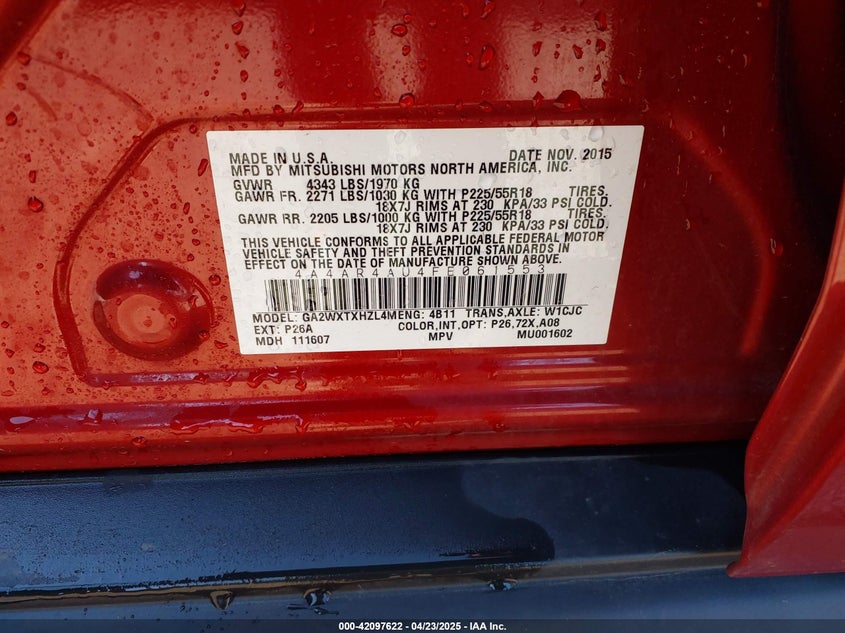 MADE IN U.S.A. DATE NOV. 2015
MFD BY MITSUBISHI MOTORS NORTH AMERICA, INC.
GVWR 4343 LBS/1970 KG
GAWR FR. 2271 LBS/1030 KG WITH P225/55R18 TIRES.
18X7J RIMS AT 230 KPA/33 PSI COLD.
GAWR RR. 2205 LBS/1000 KG WITH P225/55R18 TIRES.
18X7J RIMS AT 230 KPA/33 PSI COLD.
THIS VEHICLE CONFORMS TO ALL APPLICABLE FEDERAL MOTOR
VEHICLE SAFETY AND THEFT PREVENTION STANDARDS IN
EFFECT ON THE DATE OF MANUFACTURE SHOWN ABOVE.
4A4AR4AU4FE061553
MODEL: GA2WXTXHZL4MENG: 4B11 TRANS,AXLE: W1CJC
EXT: P26A COLOR,INT,OPT: P26,72X,A08
MDH 111607 MPV MU001602
000-42097622 | 04/23/2025 | © IAA Inc.